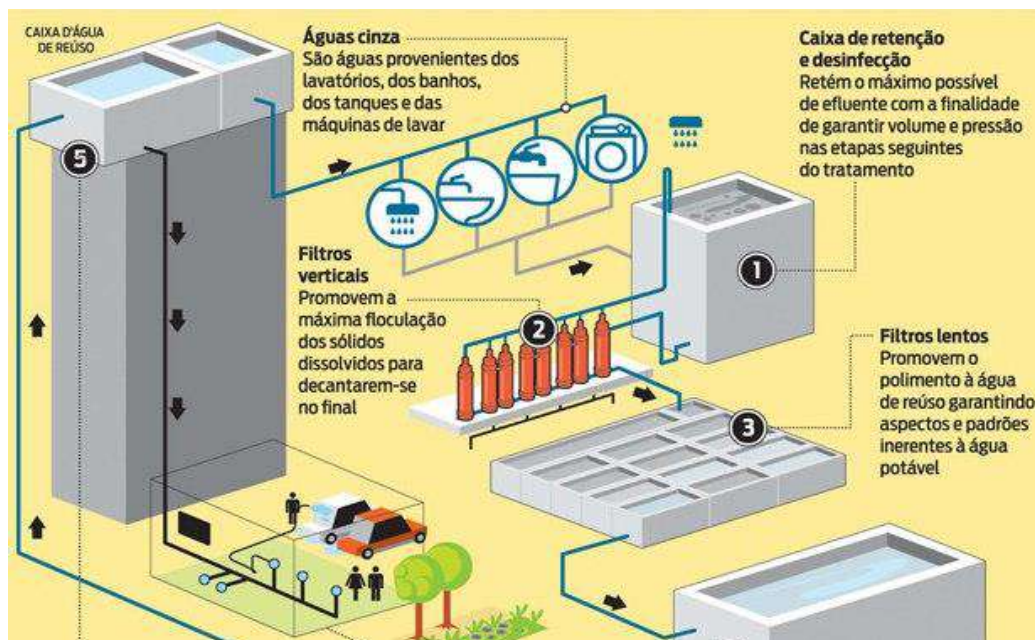 CAIXA D'ÁGUA
DE REÚSO
5
Águas cinza
São águas provenientes dos
lavatórios, dos banhos,
dos tanques e das
máquinas de lavar
Caixa de retenção
e desinfecção
Retém o máximo possível
de efluente com a finalidade
de garantir volume e pressão
nas etapas seguintes
do tratamento
1
Filtros
verticais
Promovem a
máxima floculação
dos sólidos
dissolvidos para
decantarem-se
no final
2
Filtros lentos
Promovem o
polimento à água
de reúso garantindo
aspectos e padrões
inerentes à água
potável
3